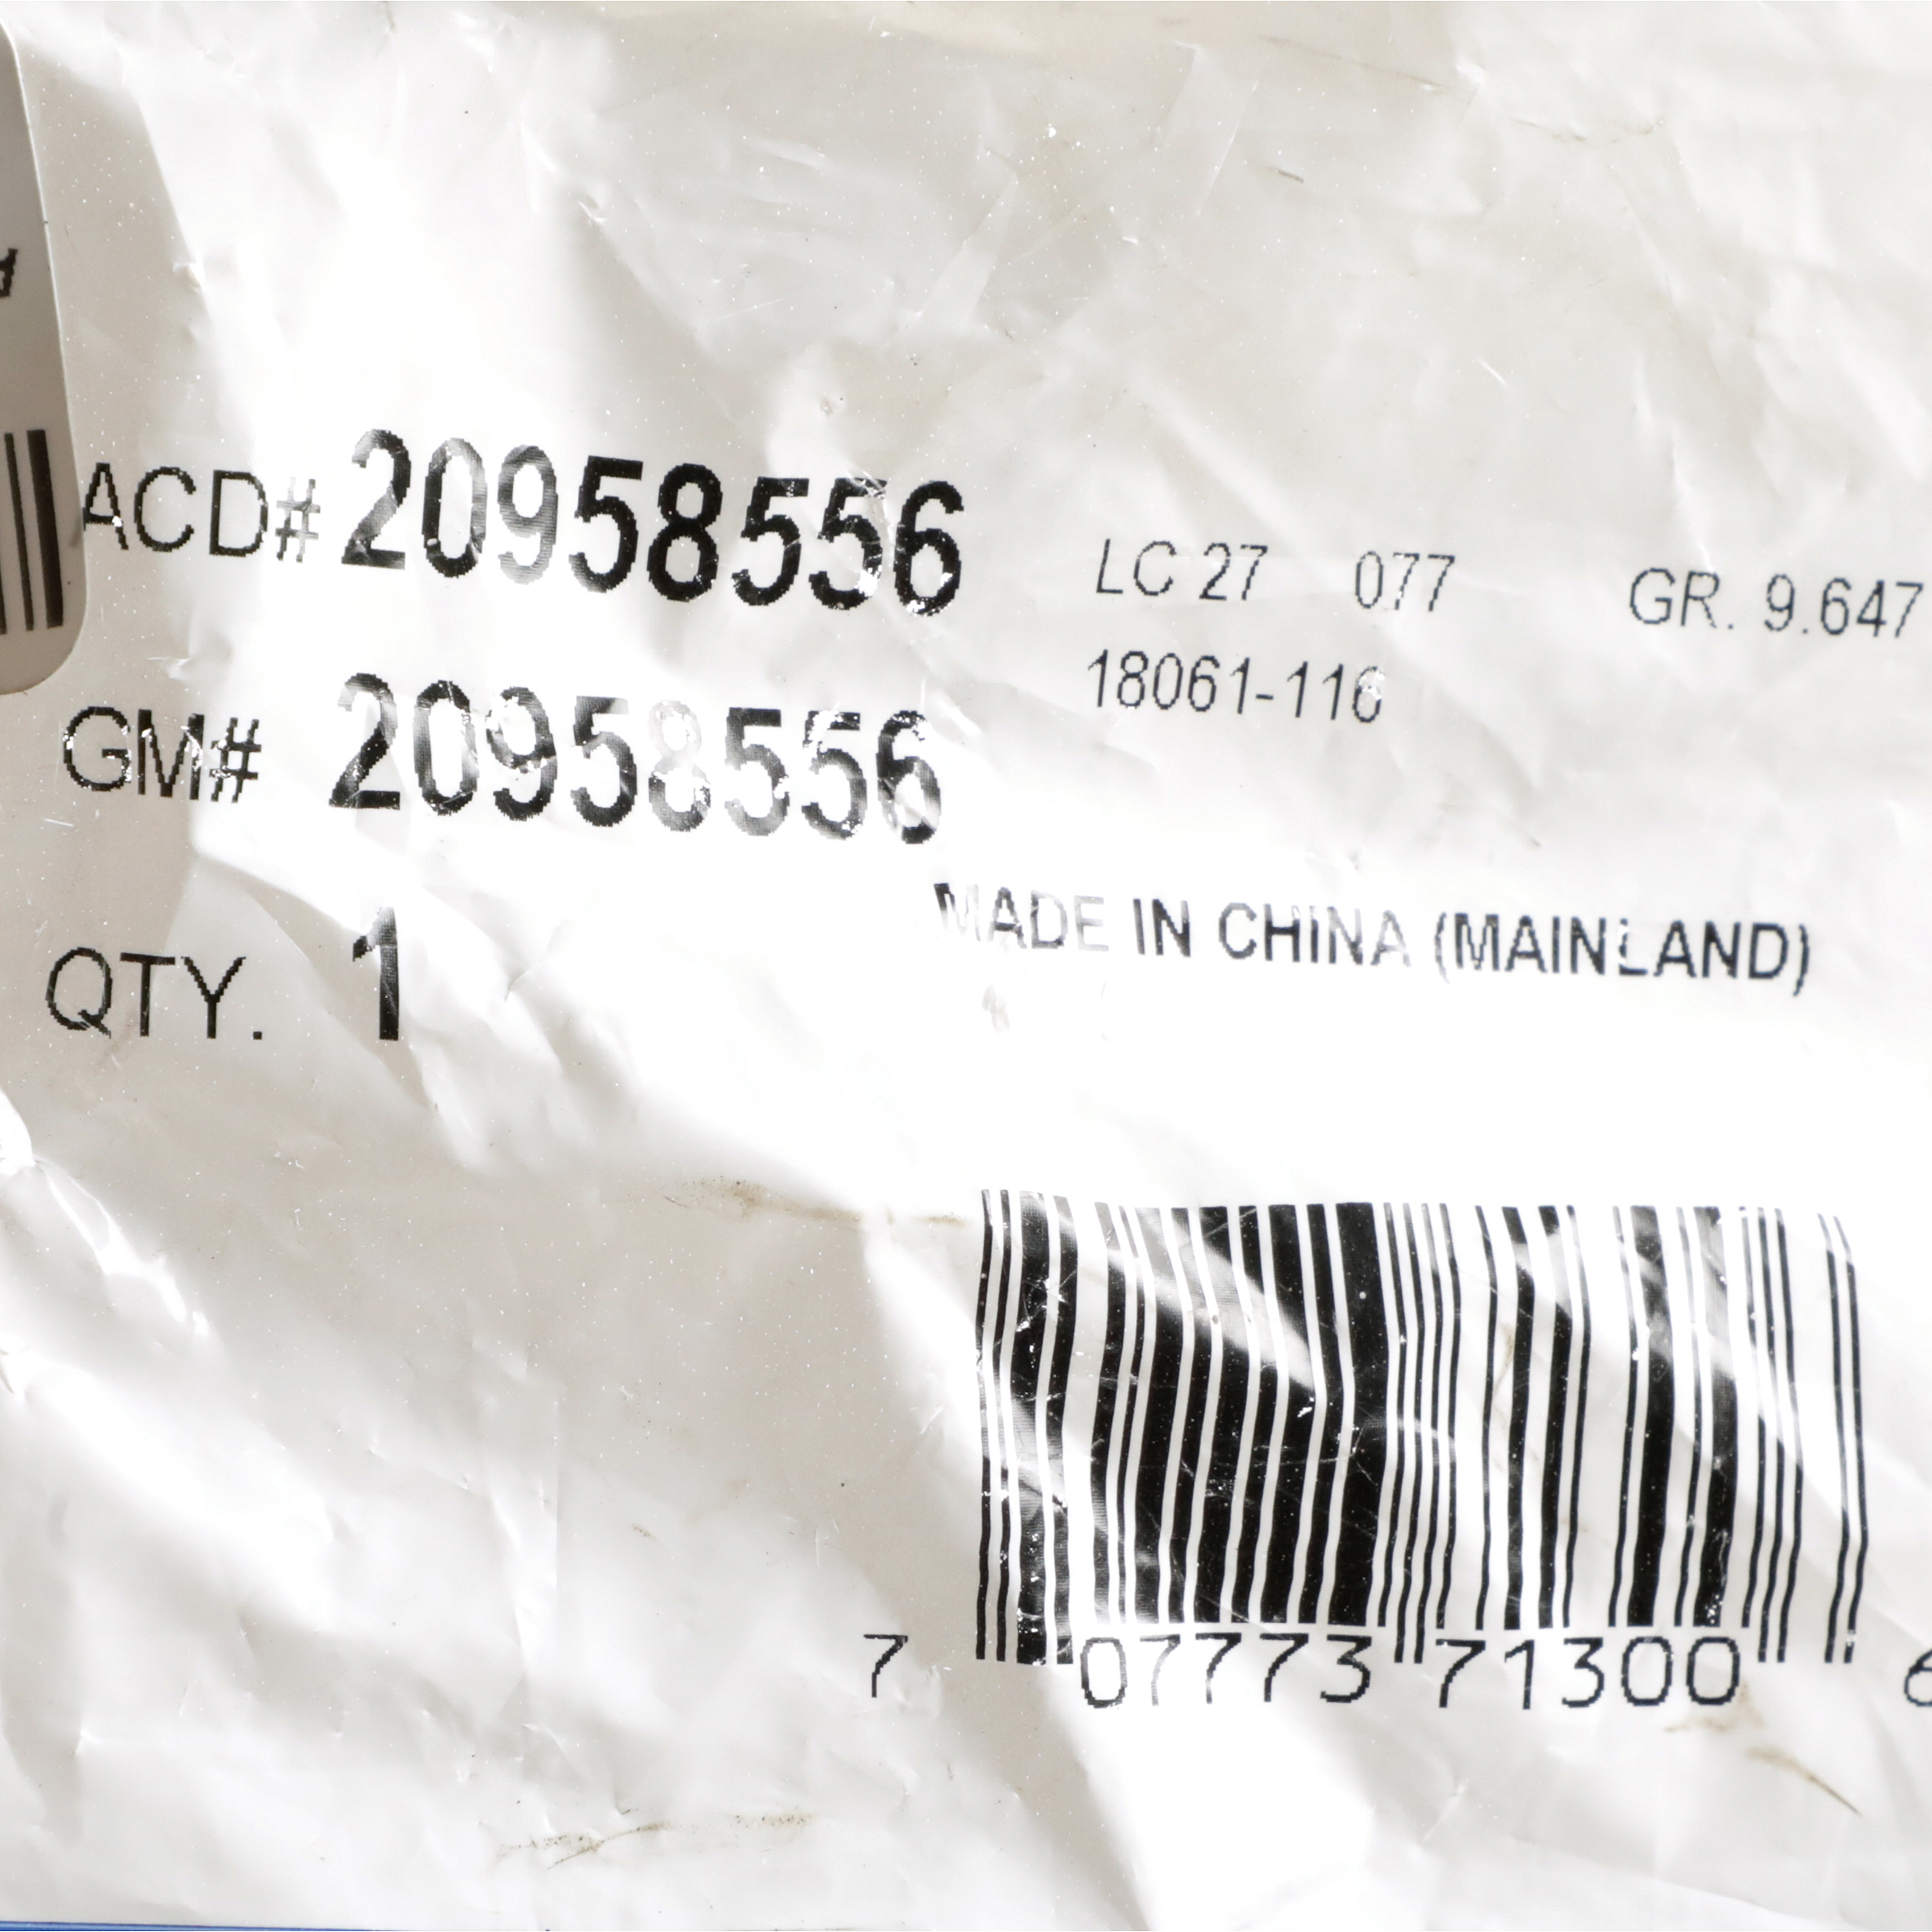 ACD# 20958556
LC 27 077 GR. 9.647
18061-116
GM# 20958556
MADE IN CHINA (MAINLAND)
QTY. 1
7 07773 71300 6